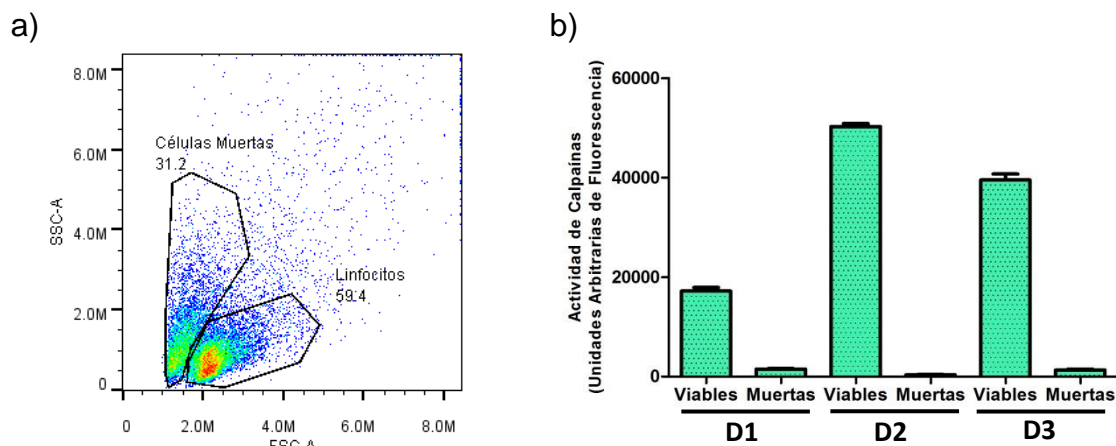 a)
8.0M
6.0M
4.0M
2.0M
0
SSC-A
Células Muertas
31.2
Linfocitos
59.4
0 2.0M 4.0M 6.0M 8.0M
FSC-A
b)
Actividad de Calpaínas
(Unidades Arbitrarias de Fluorescencia)
60000
40000
20000
0
Viables Muertas Viables Muertas Viables Muertas
D1 D2 D3